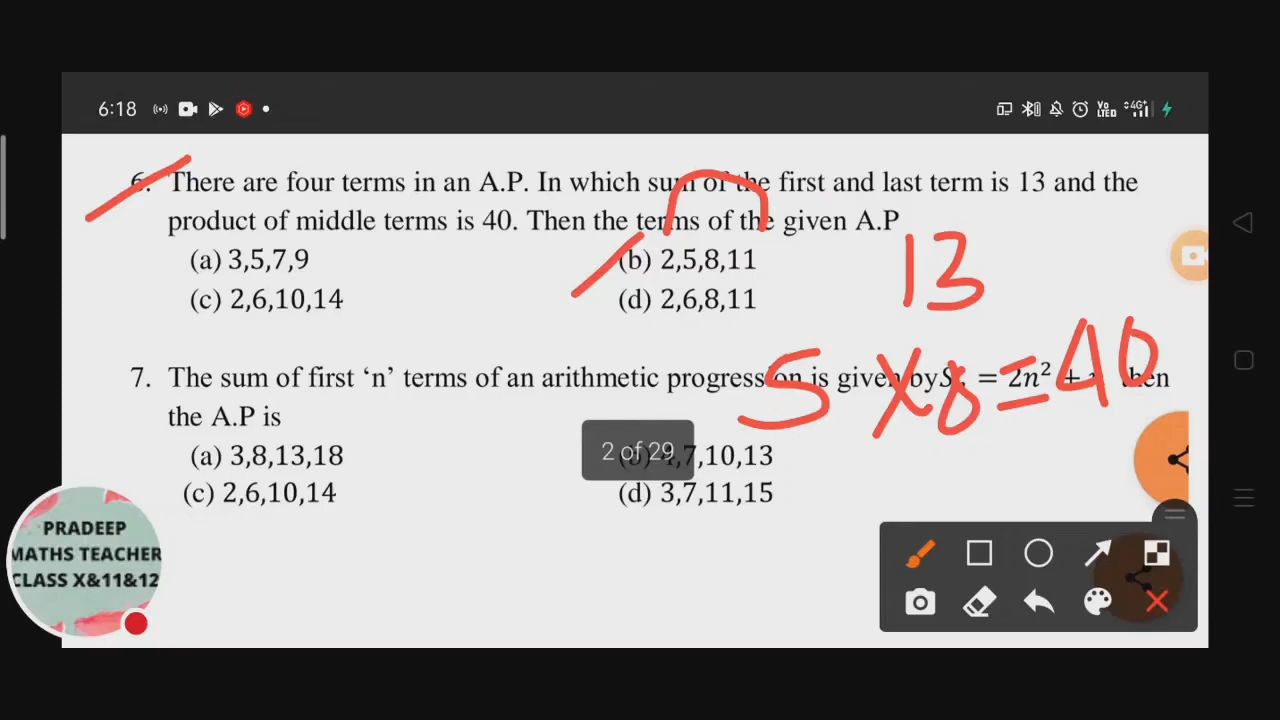 6:18
6. There are four terms in an A.P. In which sum of the first and last term is 13 and the
product of middle terms is 40. Then the terms of the given A.P
(a) 3,5,7,9 (b) 2,5,8,11
(c) 2,6,10,14 (d) 2,6,8,11
13
5 X 8 = 40
7. The sum of first ‘n’ terms of an arithmetic progression is given by S = 2n² + then
the A.P is
2 of 29
(a) 3,8,13,18 (b) 4,7,10,13
(c) 2,6,10,14 (d) 3,7,11,15
PRADEEP
MATHS TEACHER
CLASS X&11&12